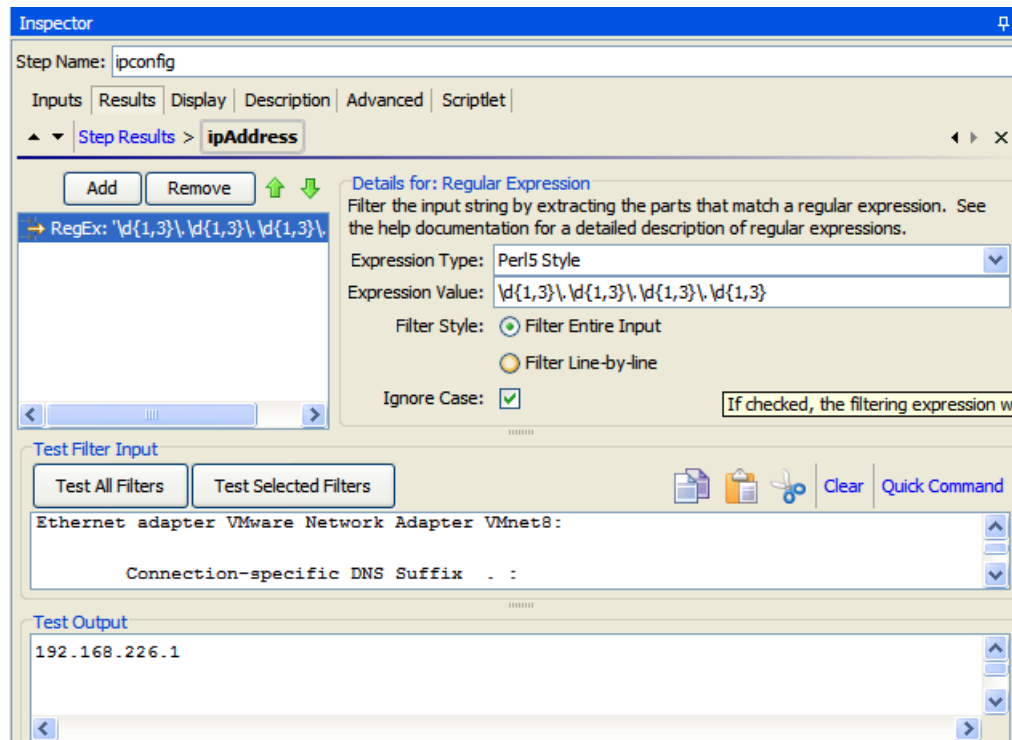 Inspector
Step Name: ipconfig
Inputs Results Display Description Advanced Scriptlet
Step Results > ipAddress
Add Remove
RegEx: '\d{1,3}\.\d{1,3}\.\d{1,3}\.
Details for: Regular Expression
Filter the input string by extracting the parts that match a regular expression. See
the help documentation for a detailed description of regular expressions.
Expression Type: Perl5 Style
Expression Value: \d{1,3}\.\d{1,3}\.\d{1,3}\.\d{1,3}
Filter Style: Filter Entire Input
Filter Line-by-line
Ignore Case:
If checked, the filtering expression w
Test Filter Input
Test All Filters Test Selected Filters Clear Quick Command
Ethernet adapter VMware Network Adapter VMnet8:
Connection-specific DNS Suffix . :
Test Output
192.168.226.1